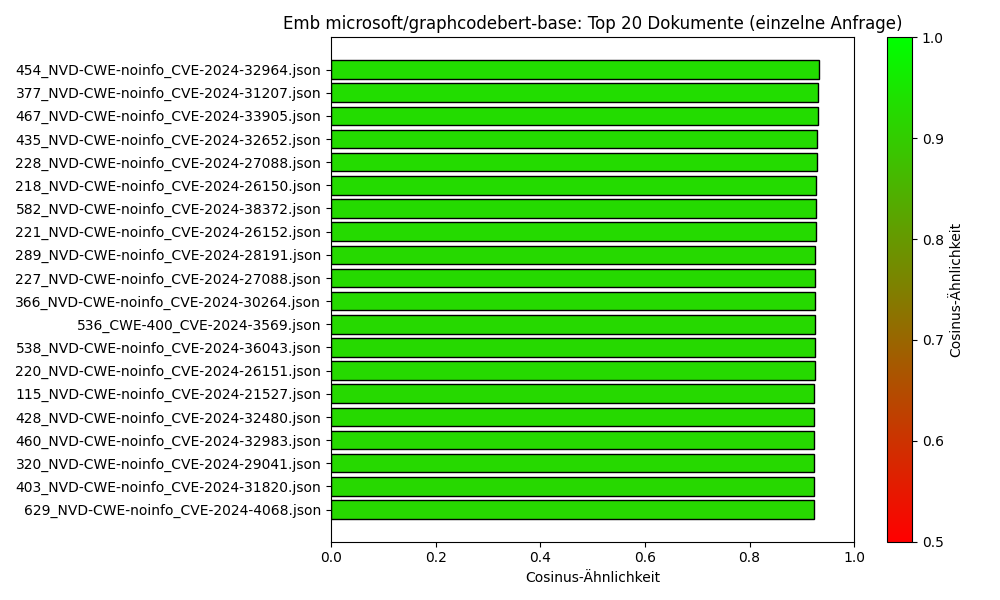 Emb microsoft/graphcodebert-base: Top 20 Dokumente (einzelne Anfrage)
454_NVD-CWE-noinfo_CVE-2024-32964.json
377_NVD-CWE-noinfo_CVE-2024-31207.json
467_NVD-CWE-noinfo_CVE-2024-33905.json
435_NVD-CWE-noinfo_CVE-2024-32652.json
228_NVD-CWE-noinfo_CVE-2024-27088.json
218_NVD-CWE-noinfo_CVE-2024-26150.json
582_NVD-CWE-noinfo_CVE-2024-38372.json
221_NVD-CWE-noinfo_CVE-2024-26152.json
289_NVD-CWE-noinfo_CVE-2024-28191.json
227_NVD-CWE-noinfo_CVE-2024-27088.json
366_NVD-CWE-noinfo_CVE-2024-30264.json
536_CWE-400_CVE-2024-3569.json
538_NVD-CWE-noinfo_CVE-2024-36043.json
220_NVD-CWE-noinfo_CVE-2024-26151.json
115_NVD-CWE-noinfo_CVE-2024-21527.json
428_NVD-CWE-noinfo_CVE-2024-32480.json
460_NVD-CWE-noinfo_CVE-2024-32983.json
320_NVD-CWE-noinfo_CVE-2024-29041.json
403_NVD-CWE-noinfo_CVE-2024-31820.json
629_NVD-CWE-noinfo_CVE-2024-4068.json
0.0 0.2 0.4 0.6 0.8 1.0
Cosinus-Ähnlichkeit
1.0
0.9
0.8
0.7
0.6
0.5
Cosinus-Ähnlichkeit